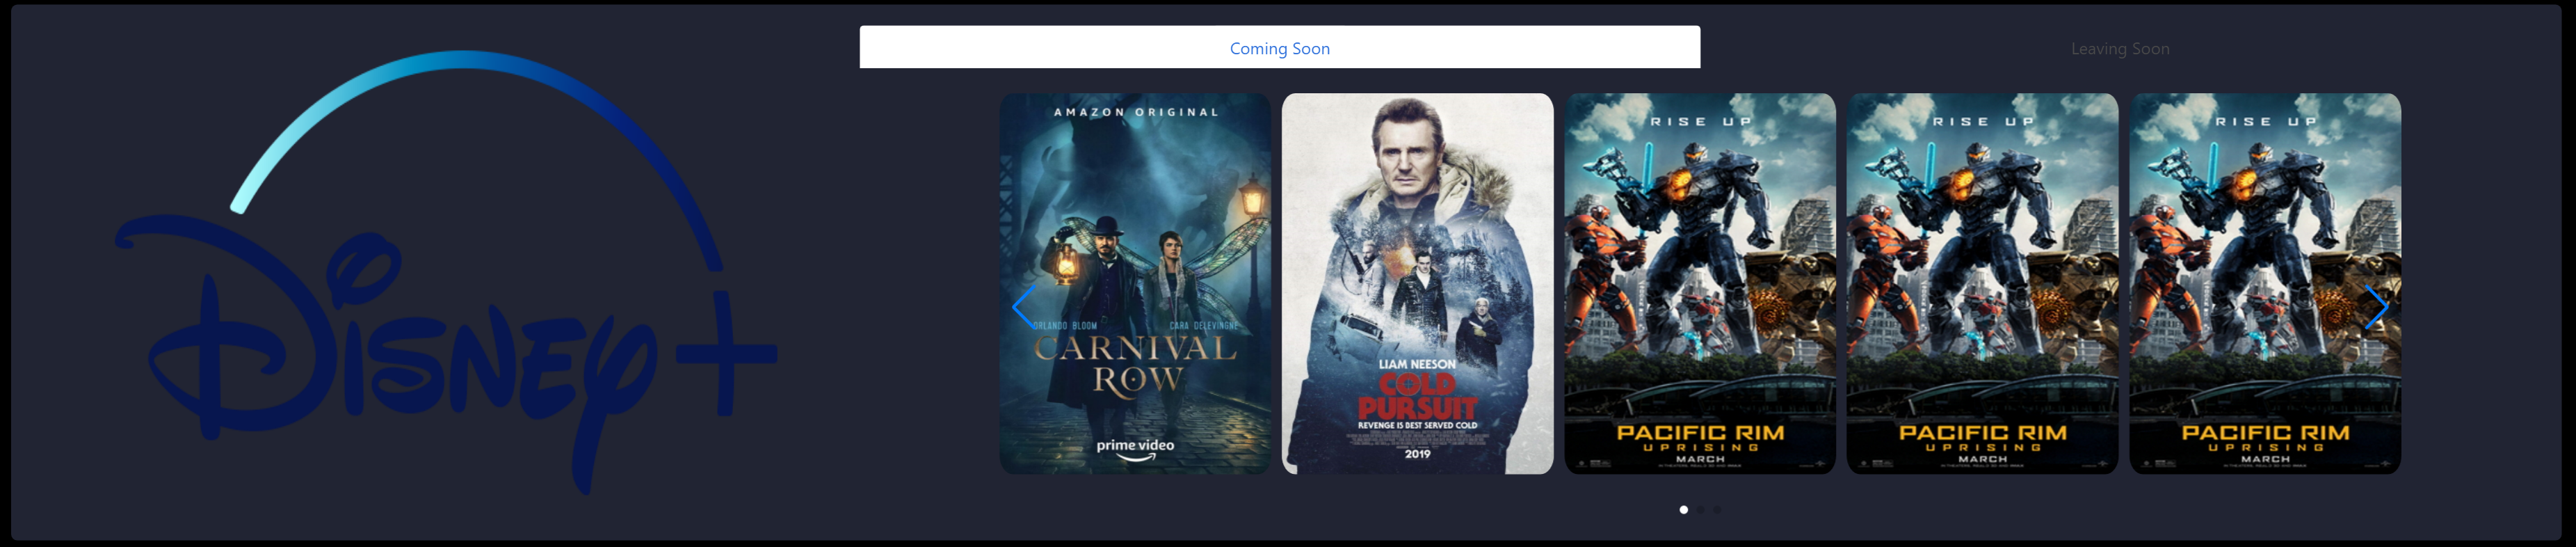 Disney+
Coming Soon
Leaving Soon
AMAZON ORIGINAL
ORLANDO BLOOM CARA DELEVINGNE
CARNIVAL
ROW
prime video
LIAM NEESON
COLD
PURSUIT
REVENGE IS BEST SERVED COLD
2019
RISE UP
PACIFIC RIM
UPRISING
MARCH
RISE UP
PACIFIC RIM
UPRISING
MARCH
RISE UP
PACIFIC RIM
UPRISING
MARCH